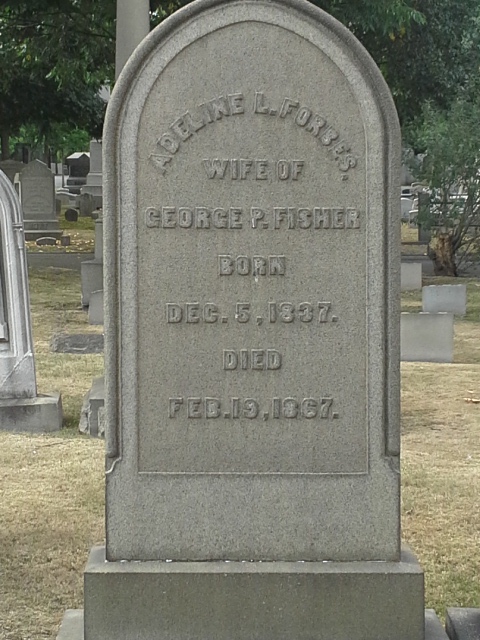 ADELINE L. FORBES.
WIFE OF
GEORGE P. FISHER
BORN
DEC. 5, 1837.
DIED
FEB. 19, 1867.